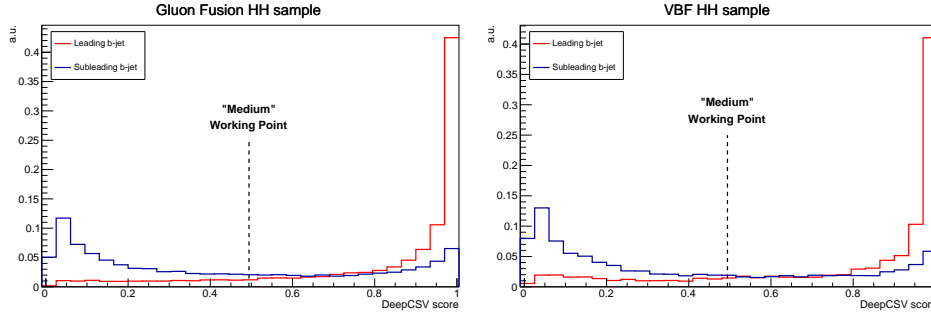 Gluon Fusion HH sample
a.u.
0.4
0.35
0.3
0.25
0.2
0.15
0.1
0.05
0
Leading b-jet
Subleading b-jet
"Medium"
Working Point
0
0.2
0.4
0.6
0.8
1
DeepCSV score
VBF HH sample
a.u.
0.4
0.35
0.3
0.25
0.2
0.15
0.1
0.05
0
Leading b-jet
Subleading b-jet
"Medium"
Working Point
0
0.2
0.4
0.6
0.8
DeepCSV score